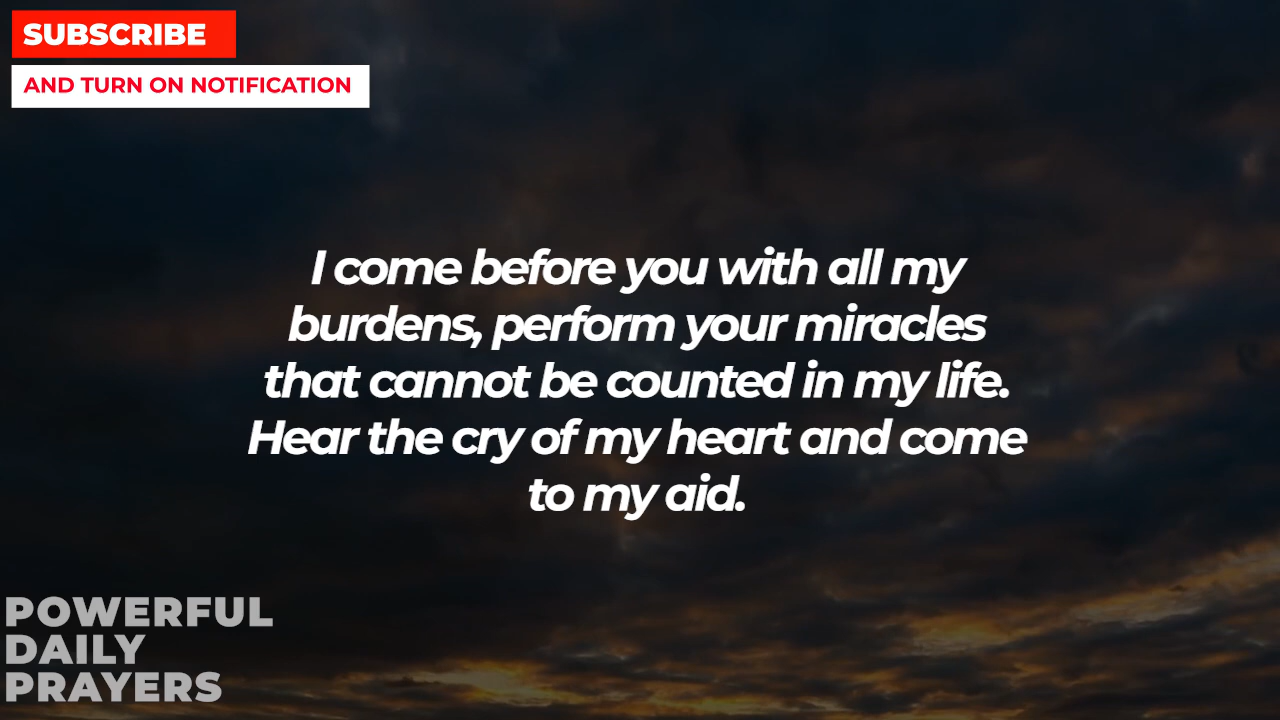 SUBSCRIBE
AND TURN ON NOTIFICATION
I come before you with all my
burdens, perform your miracles
that cannot be counted in my life.
Hear the cry of my heart and come
to my aid.
POWERFUL
DAILY
PRAYERS